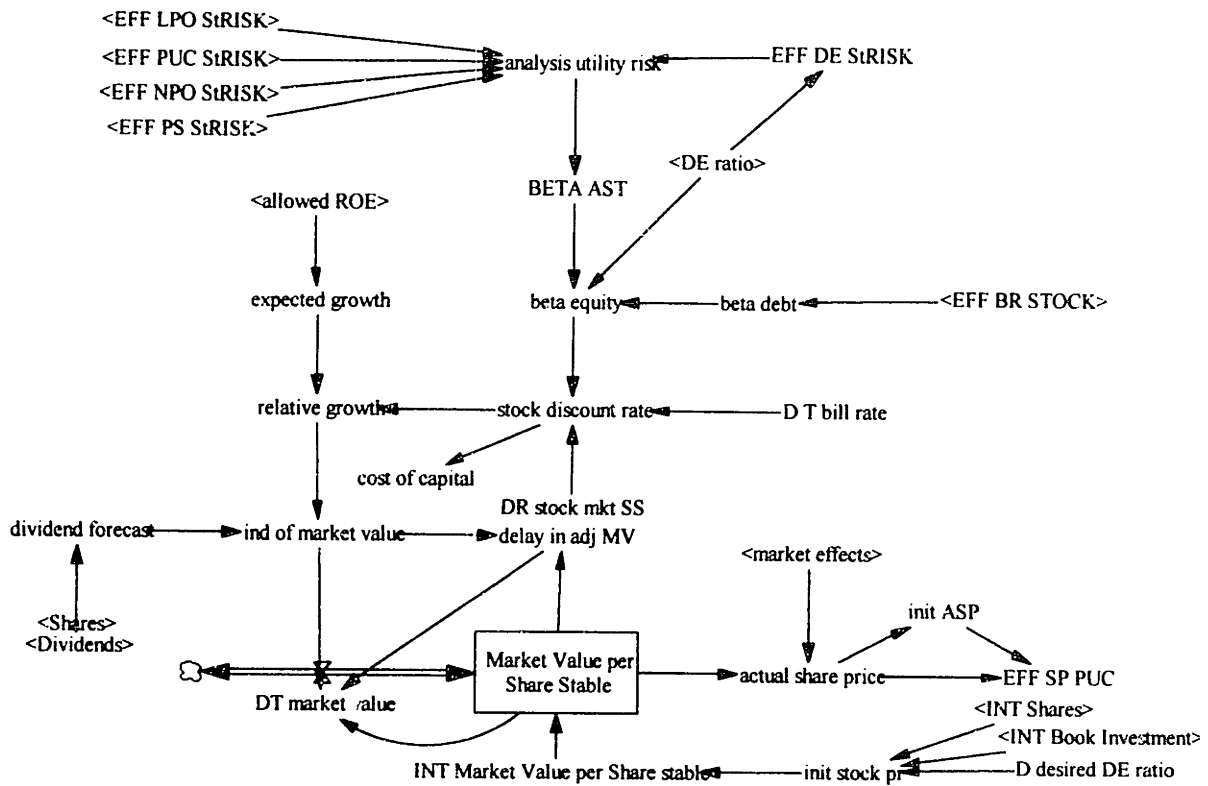 <EFF LPO StRISK>
<EFF PUC StRISK>
analysis utility risk
EFF DE StRISK
<EFF NPO StRISK>
<EFF PS StRISK>
<DE ratio>
BETA AST
<allowed ROE>
expected growth
beta equity
beta debt
<EFF BR STOCK>
relative growth
stock discount rate
D T bill rate
cost of capital
DR stock mkt SS
dividend forecast
ind of market value
delay in adj MV
<market effects>
init ASP
<Shares>
<Dividends>
Market Value per
Share Stable
actual share price
EFF SP PUC
DT market value
<INT Shares>
<INT Book Investment>
INT Market Value per Share stable
init stock pr
D desired DE ratio